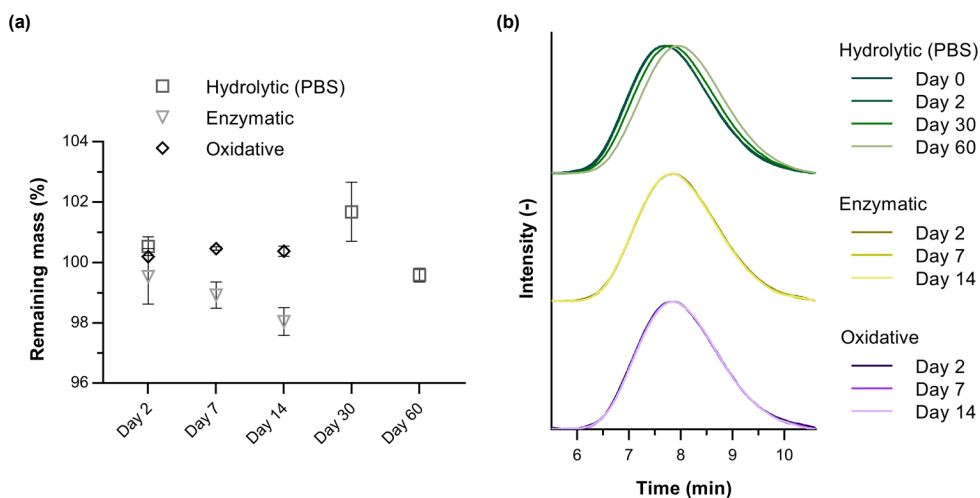 (a)
Hydrolytic (PBS)
Enzymatic
Oxidative
Remaining mass (%)
104
102
100
98
96
Day 2
Day 7
Day 14
Day 30
Day 60
(b)
Intensity (-)
6
7
8
9
10
Time (min)
Hydrolytic (PBS)
Day 0
Day 2
Day 30
Day 60
Enzymatic
Day 2
Day 7
Day 14
Oxidative
Day 2
Day 7
Day 14